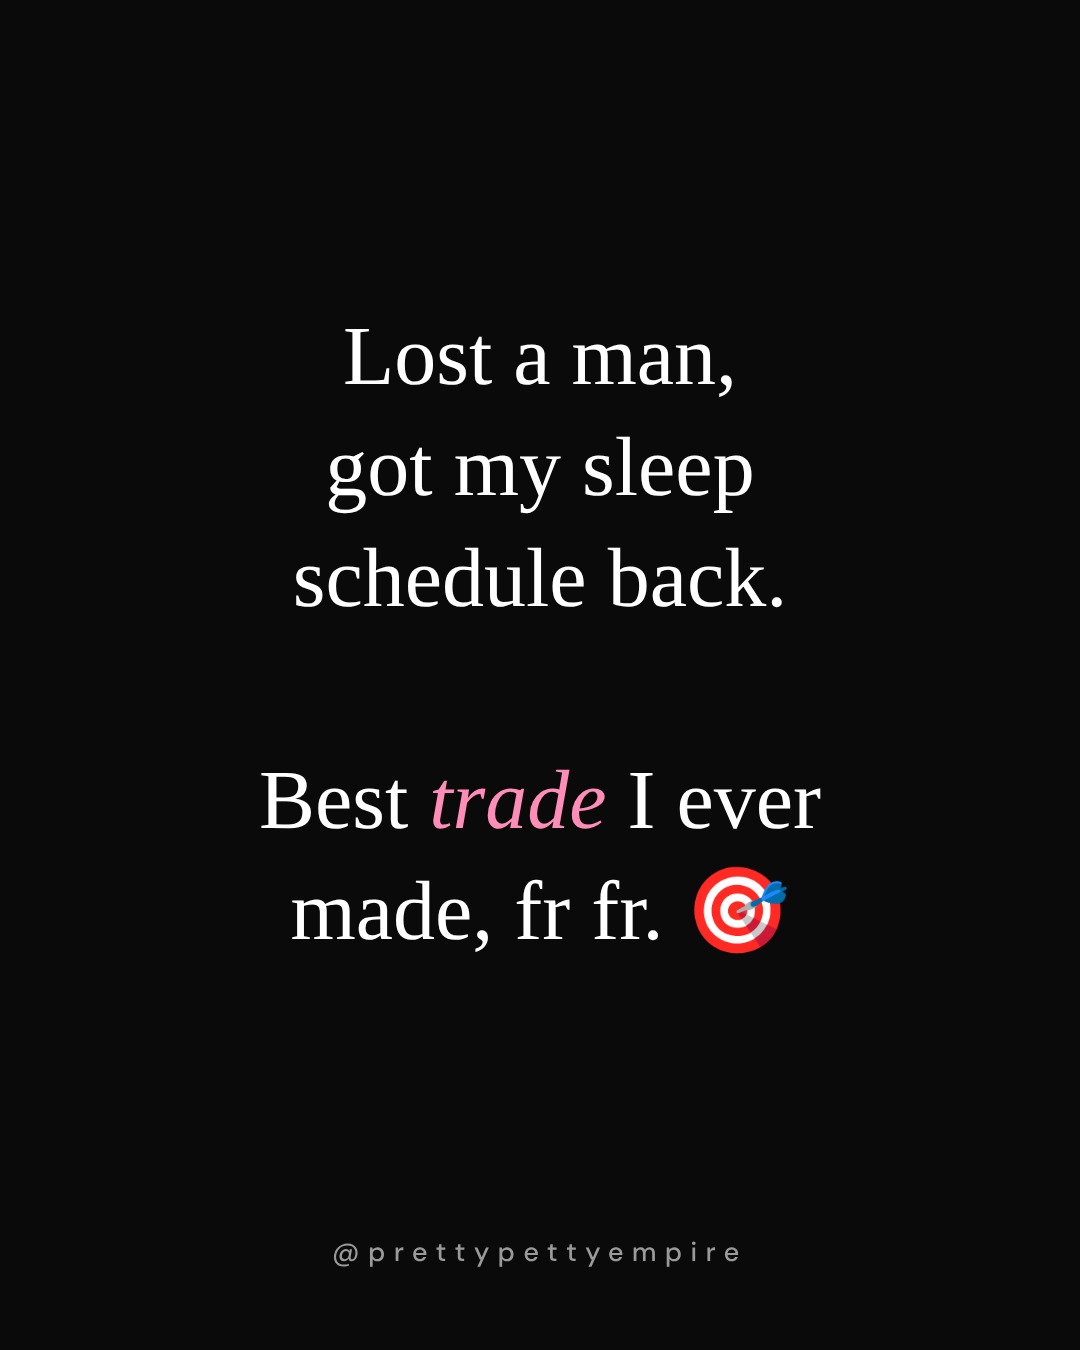 Lost a man,
got my sleep
schedule back.
Best trade I ever
made, fr fr. 🎯
@prettypettyempire